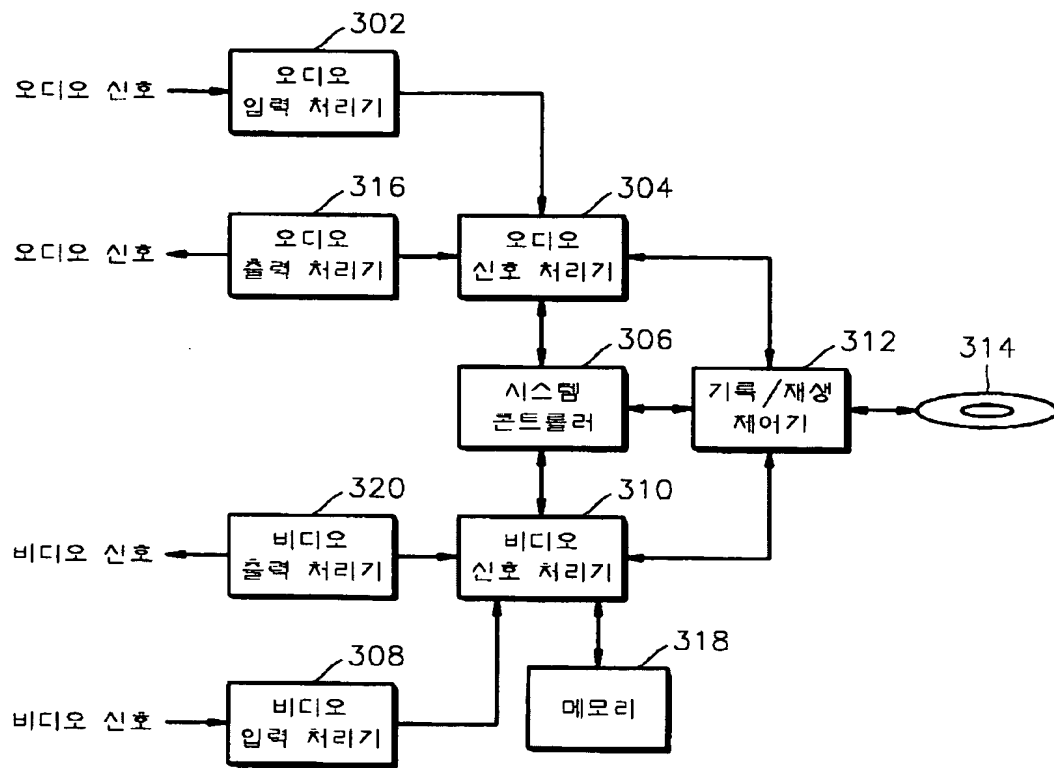 302
오디오 신호
오디오
입력 처리기
316
304
오디오 신호
오디오
출력 처리기
오디오
신호 처리기
306
312
314
시스템
콘트롤러
기록/재생
제어기
320
310
비디오 신호
비디오
출력 처리기
비디오
신호 처리기
308
318
비디오 신호
비디오
입력 처리기
메모리